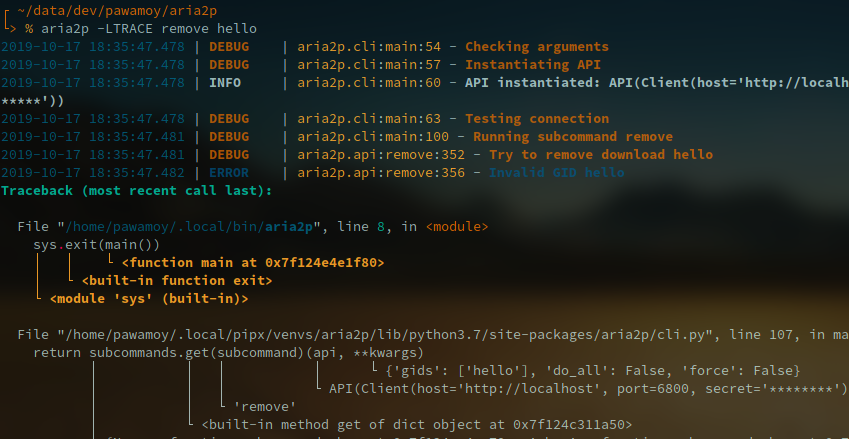 ┌ ~/data/dev/pawamoy/aria2p
└> % aria2p -LTRACE remove hello
2019-10-17 18:35:47.478 | DEBUG    | aria2p.cli:main:54 - Checking arguments
2019-10-17 18:35:47.478 | DEBUG    | aria2p.cli:main:57 - Instantiating API
2019-10-17 18:35:47.478 | INFO     | aria2p.cli:main:60 - API instantiated: API(Client(host='http://localh
*****'))
2019-10-17 18:35:47.478 | DEBUG    | aria2p.cli:main:63 - Testing connection
2019-10-17 18:35:47.481 | DEBUG    | aria2p.cli:main:100 - Running subcommand remove
2019-10-17 18:35:47.481 | DEBUG    | aria2p.api:remove:352 - Try to remove download hello
2019-10-17 18:35:47.482 | ERROR    | aria2p.api:remove:356 - Invalid GID hello
Traceback (most recent call last):
File "/home/pawamoy/.local/bin/aria2p", line 8, in <module>
sys.exit(main())
└ <function main at 0x7f124e4e1f80>
└ <built-in function exit>
└ <module 'sys' (built-in)>
File "/home/pawamoy/.local/pipx/venvs/aria2p/lib/python3.7/site-packages/aria2p/cli.py", line 107, in ma
return subcommands.get(subcommand)(api, **kwargs)
└ {'gids': ['hello'], 'do_all': False, 'force': False}
└ API(Client(host='http://localhost', port=6800, secret='********')
└ 'remove'
└ <built-in method get of dict object at 0x7f124c311a50>